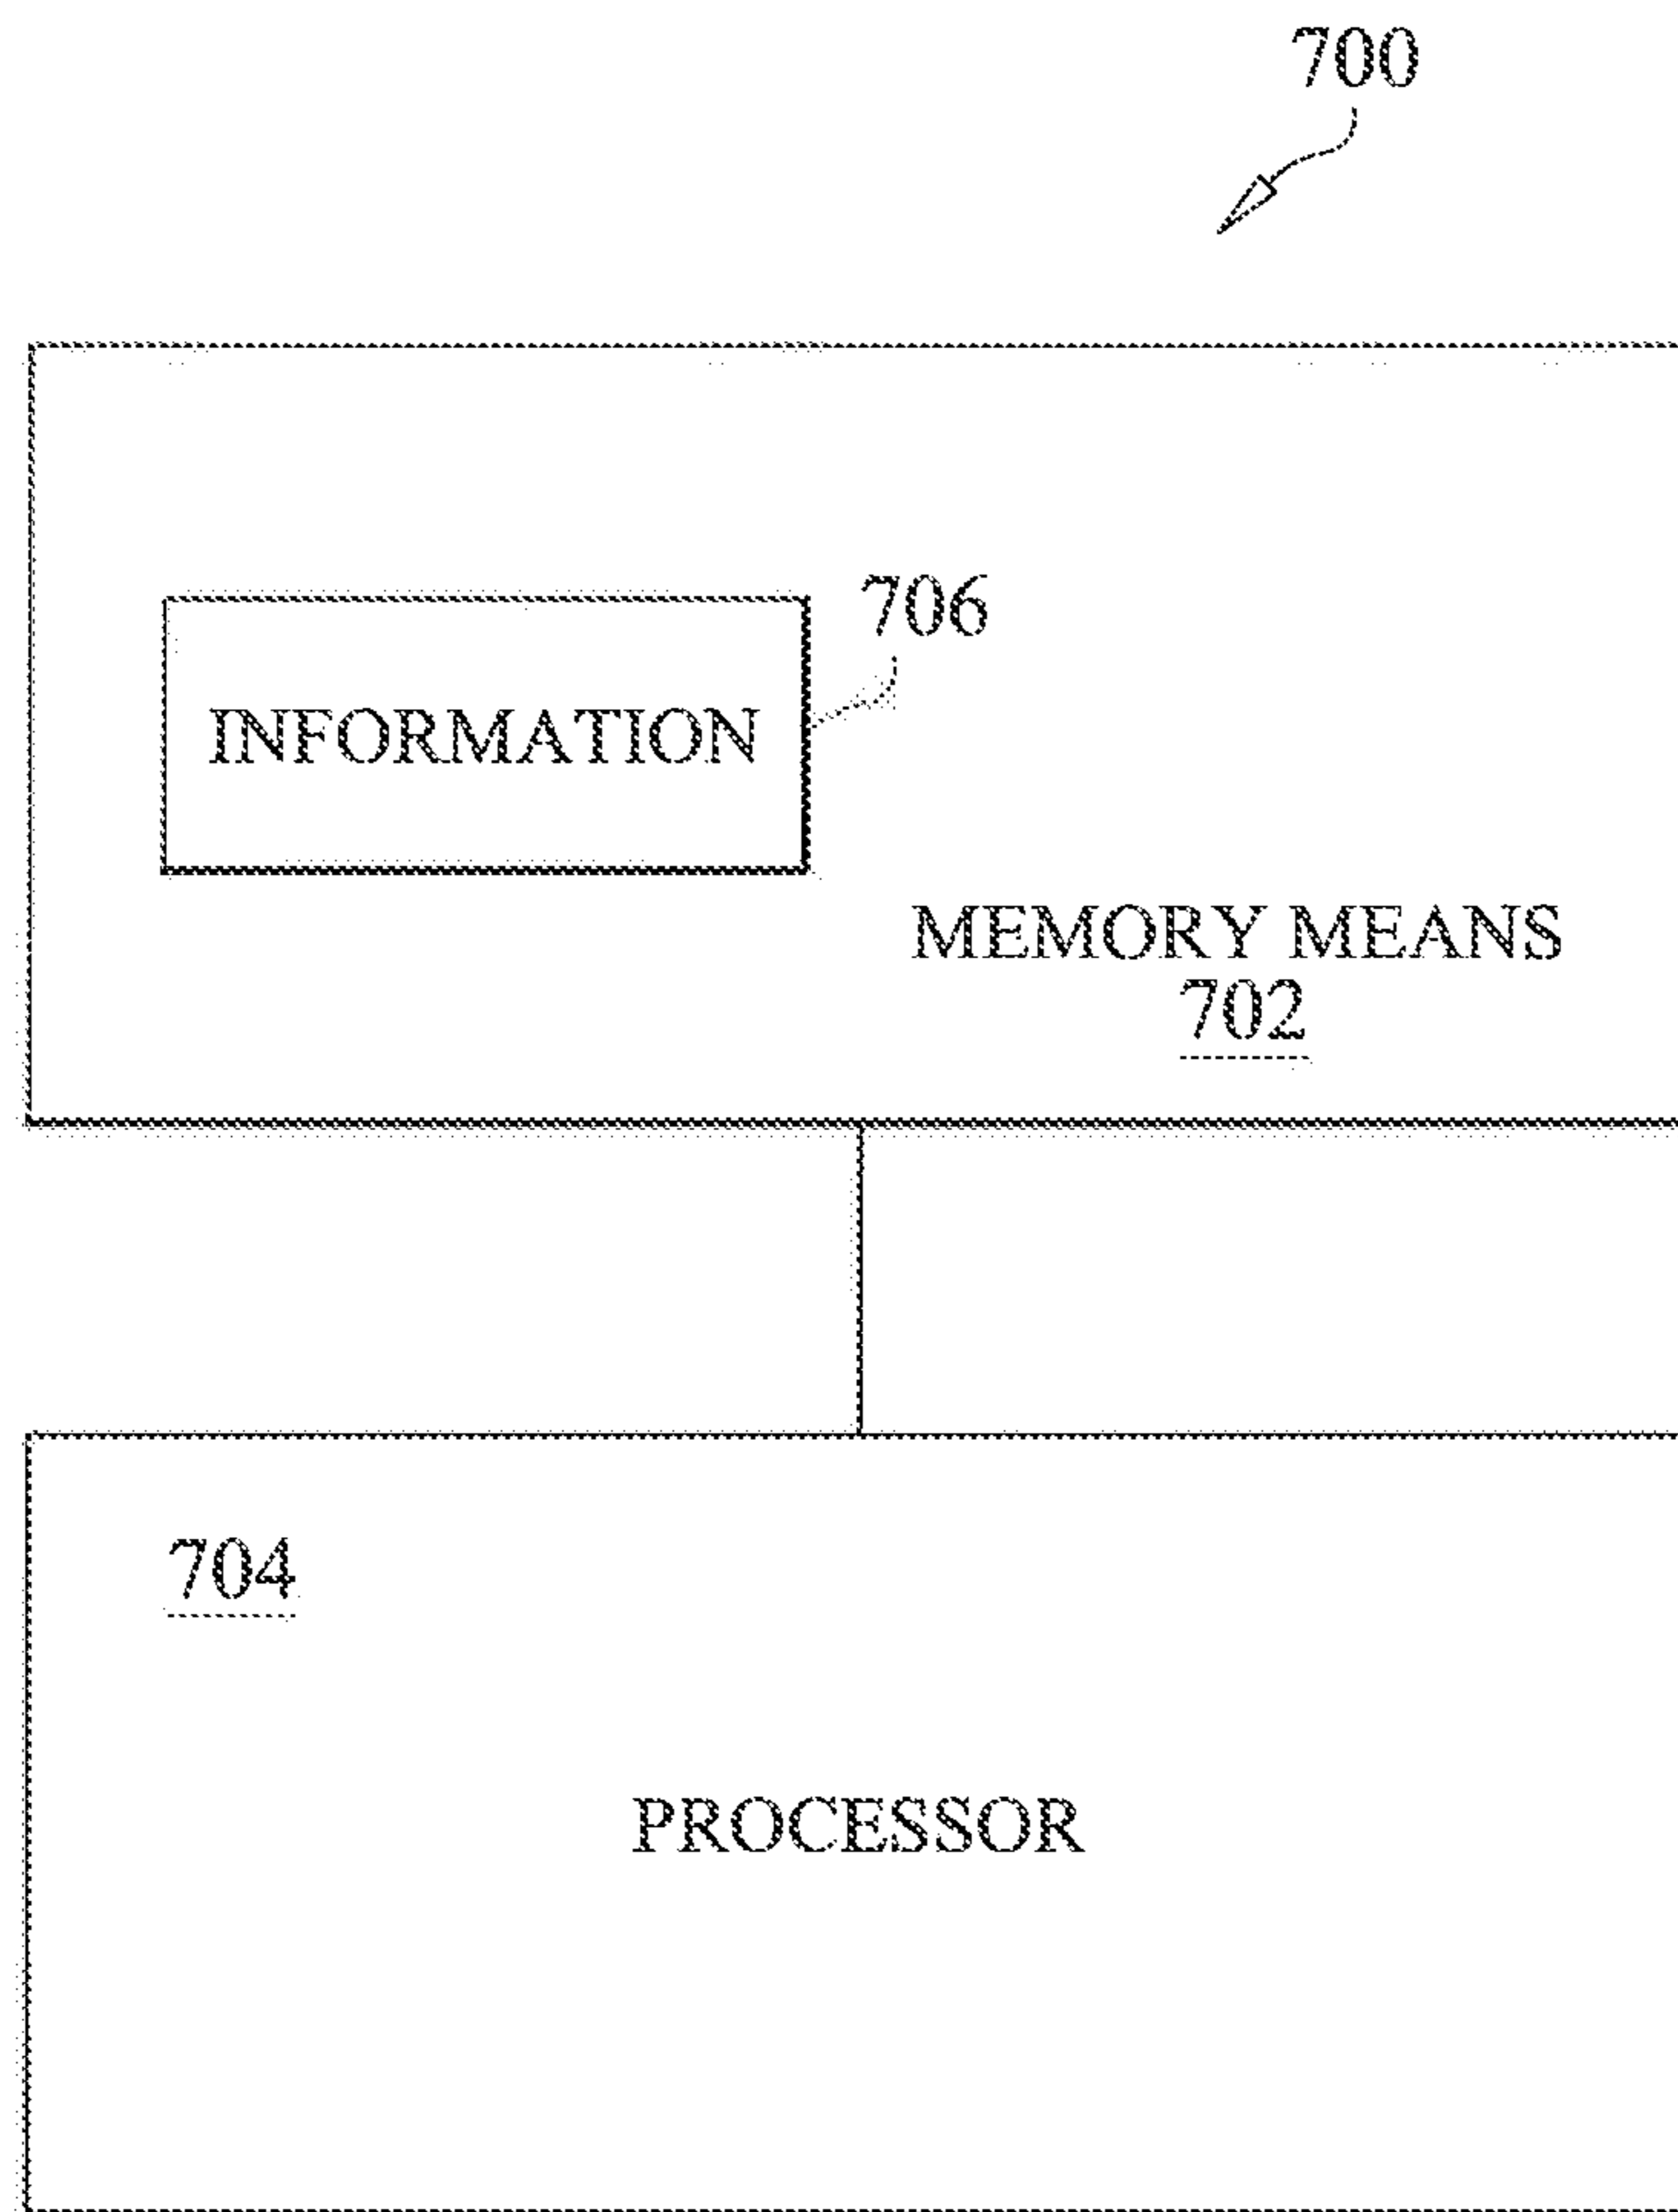 700
706
INFORMATION
MEMORY MEANS
702
704
PROCESSOR